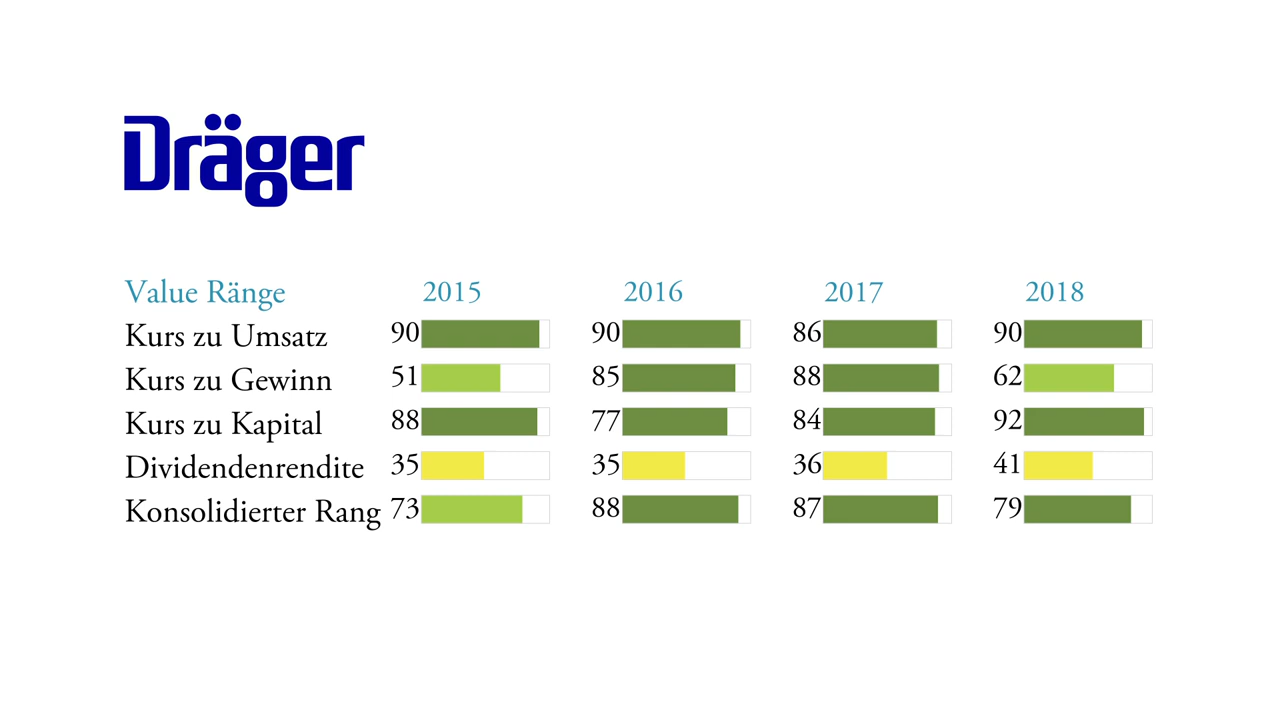 Dräger
Value Ränge 2015 2016 2017 2018
Kurs zu Umsatz 90 90 86 90
Kurs zu Gewinn 51 85 88 62
Kurs zu Kapital 88 77 84 92
Dividendenrendite 35 35 36 41
Konsolidierter Rang 73 88 87 79